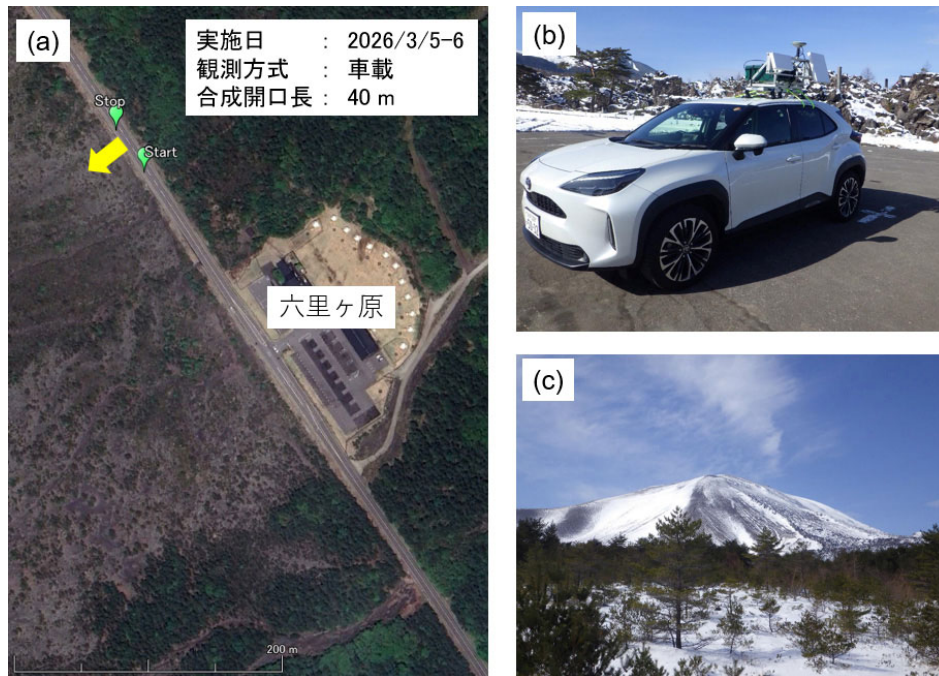 (a)
実施日 : 2026/3/5-6
観測方式 : 車載
合成開口長 : 40 m
Stop
Start
六里ヶ原
200 m
(b)
(c)